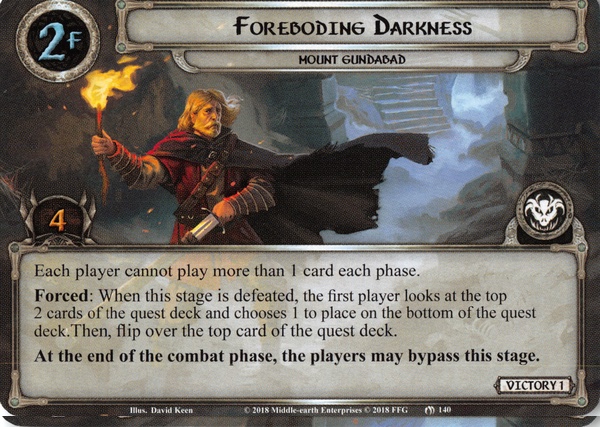 2F
FOREBODING DARKNESS
MOUNT GUNDABAD
4
Each player cannot play more than 1 card each phase.
Forced: When this stage is defeated, the first player looks at the top
2 cards of the quest deck and chooses 1 to place on the bottom of the quest
deck.Then, flip over the top card of the quest deck.
At the end of the combat phase, the players may bypass this stage.
VICTORY 1
Illus. David Keen © 2018 Middle-earth Enterprises © 2018 FFG 140